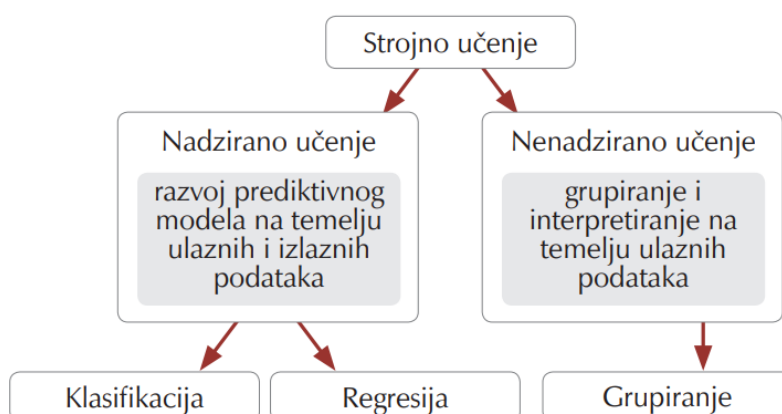 Strojno učenje
Nadzirano učenje
razvoj prediktivnog
modela na temelju
ulaznih i izlaznih
podataka
Nenadzirano učenje
grupiranje i
interpretiranje na
temelju ulaznih
podataka
Klasifikacija
Regresija
Grupiranje